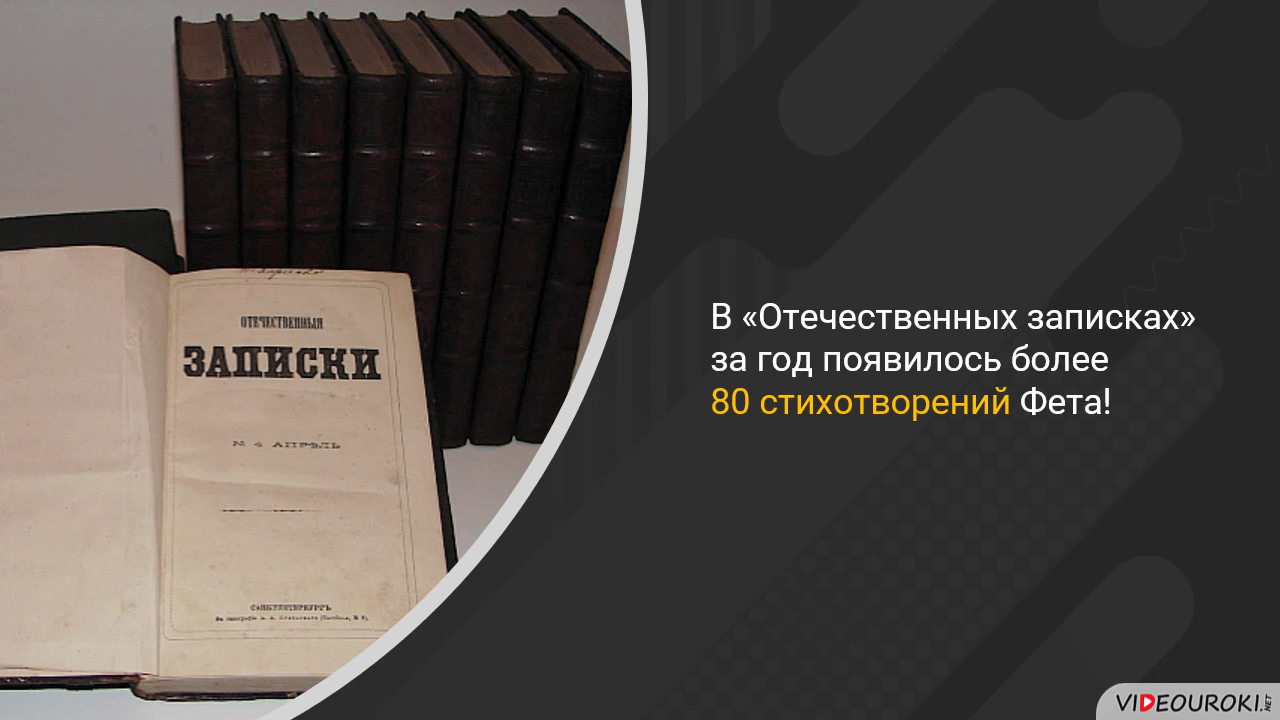 ОТЕЧЕСТВЕННЫЯ
ЗАПИСКИ
№ 4 АПРѢЛЬ
САНКТПЕТЕРБУРГЪ
В «Отечественных записках»
за год появилось более
80 стихотворений Фета!
VIDEOUROKI.NET